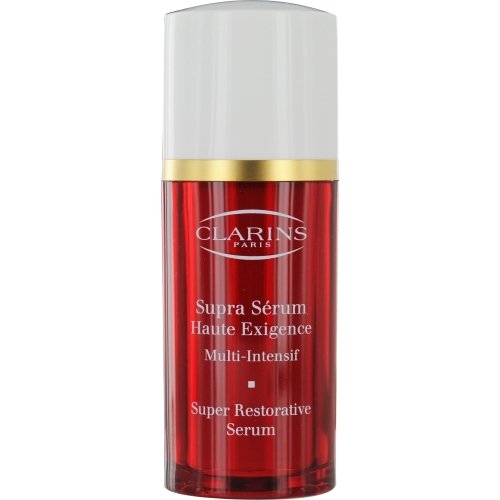 CLARINS
PARIS
Supra Sérum
Haute Exigence
Multi-Intensif
Super Restorative
Serum